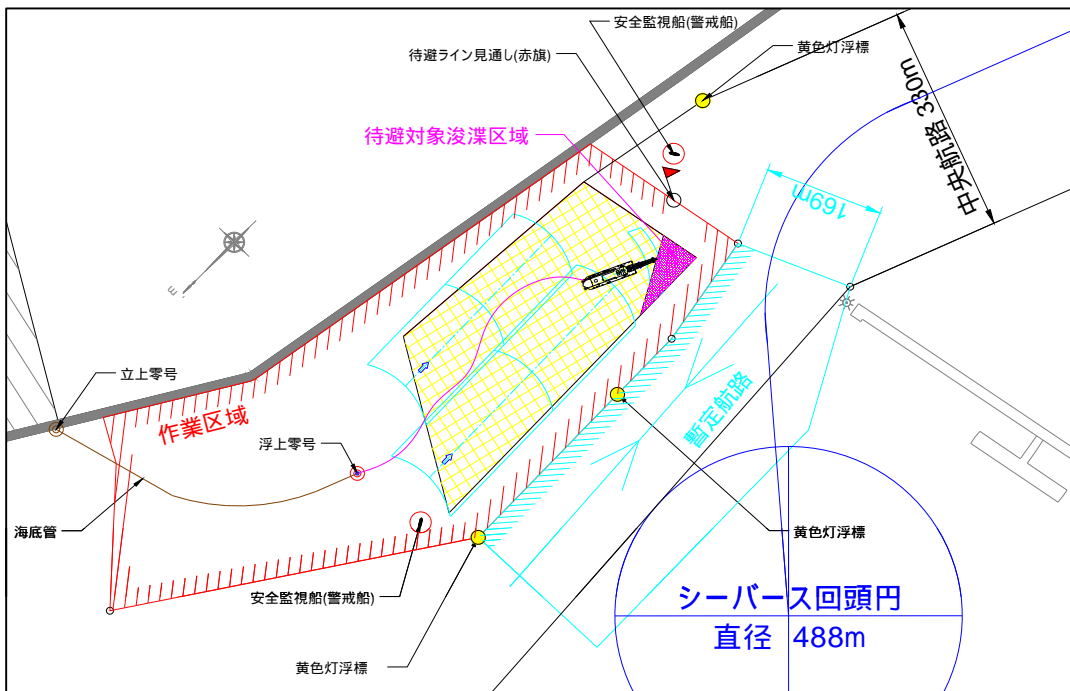 安全監視船(警戒船)
待避ライン見通し(赤旗)
黄色灯浮標
待避対象浚渫区域
中央航路 330m
169m
E
立上零号
作業区域
浮上零号
暫定航路
海底管
黄色灯浮標
安全監視船(警戒船)
シーバース回頭円
直径 488m
黄色灯浮標